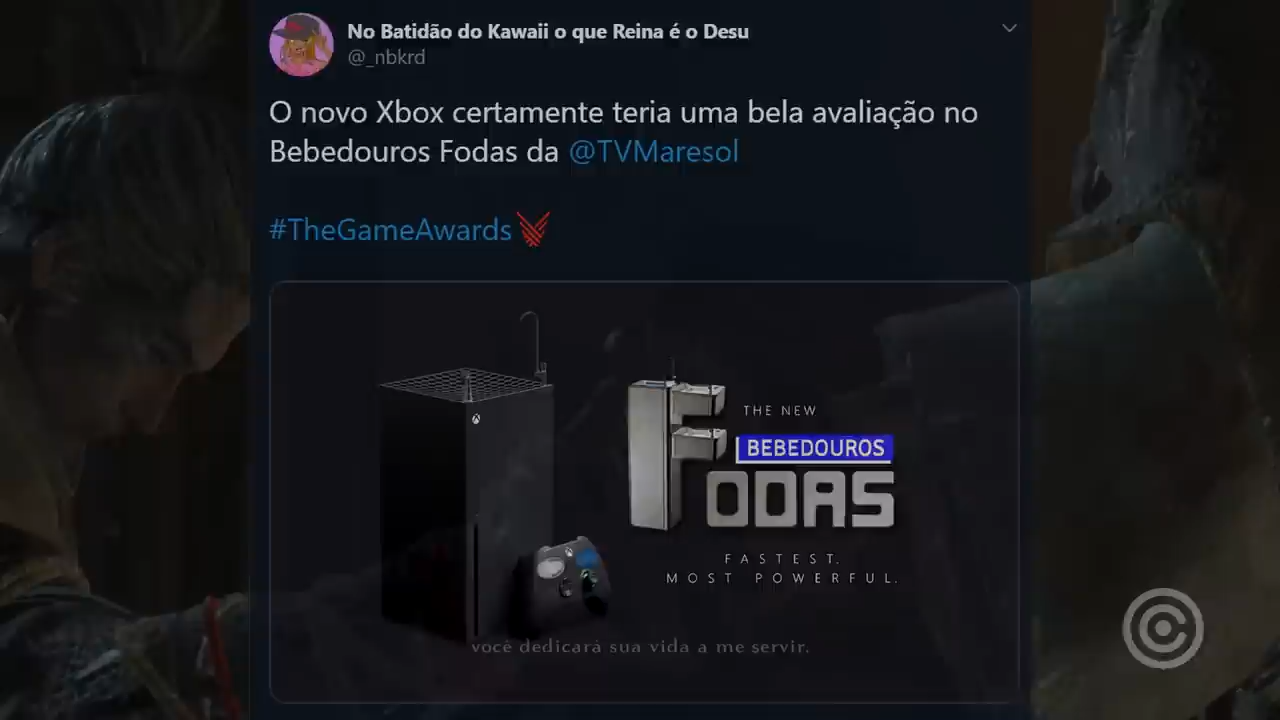 No Batidão do Kawaii o que Reina é o Desu
@_nbkrd
O novo Xbox certamente teria uma bela avaliação no
Bebedouros Fodas da @TVMaresol
#TheGameAwards
THE NEW
BEBEDOUROS
FODAS
FASTEST.
MOST POWERFUL.
você dedicará sua vida a me servir.